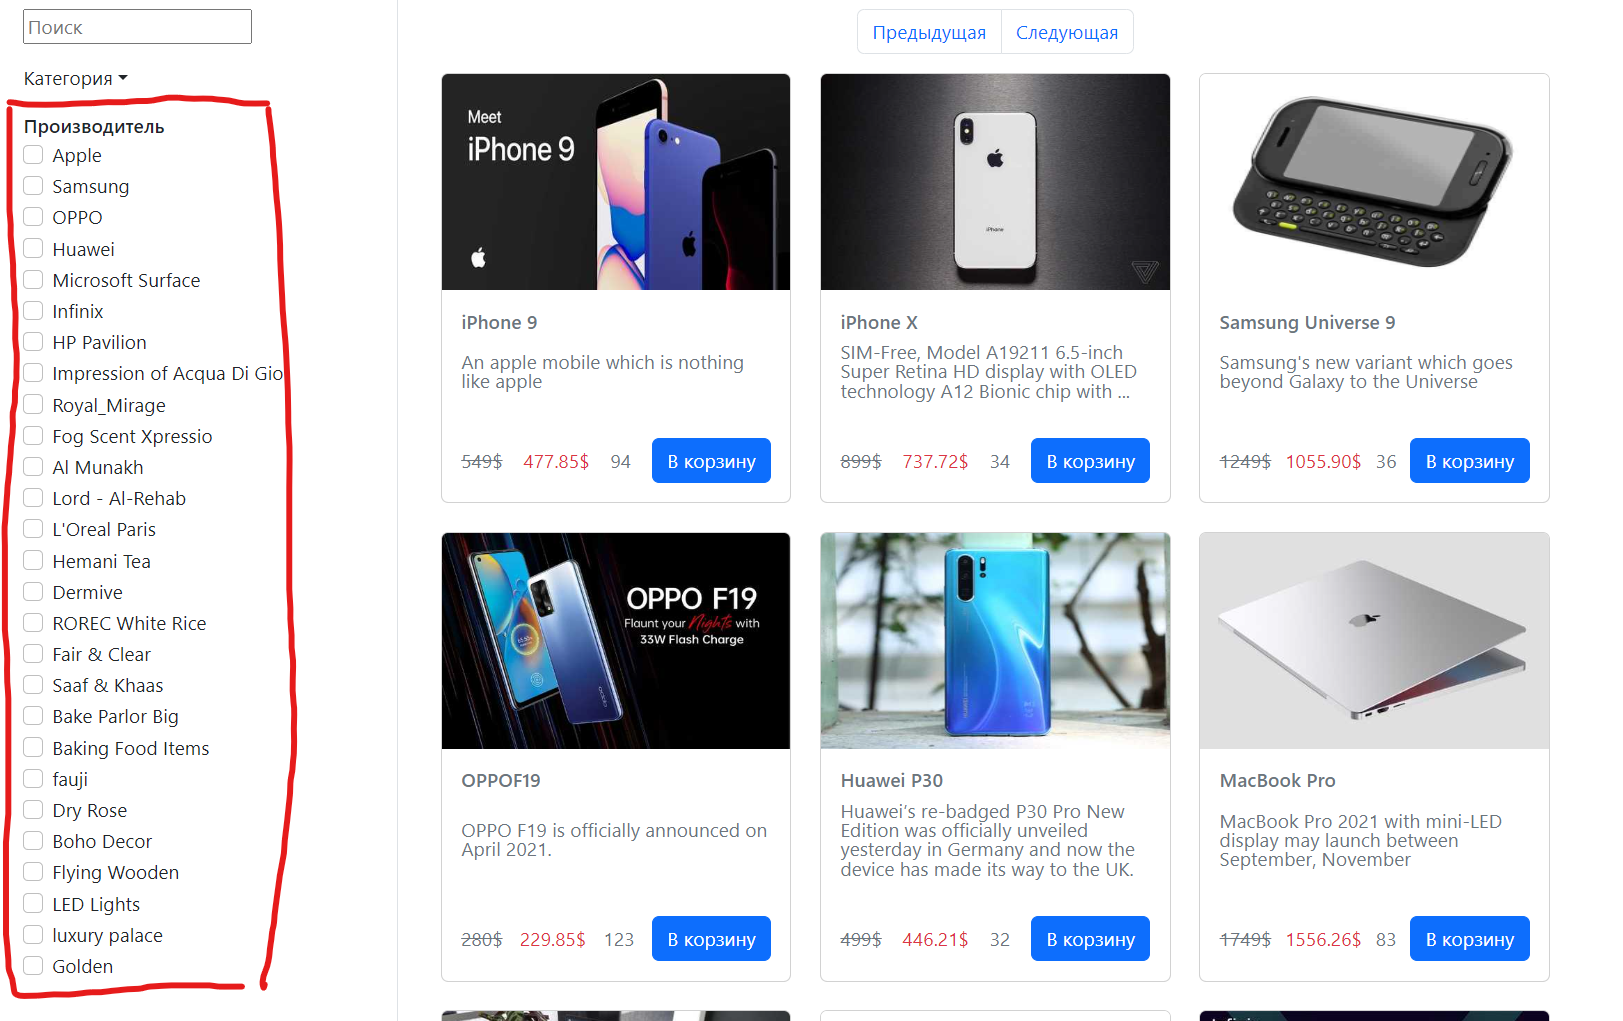 Поиск
Категория
Производитель
Apple
Samsung
OPPO
Huawei
Microsoft Surface
Infinix
HP Pavilion
Impression of Acqua Di Gio
Royal_Mirage
Fog Scent Xpressio
Al Munakh
Lord - Al-Rehab
L'Oreal Paris
Hemani Tea
Dermive
ROREC White Rice
Fair & Clear
Saaf & Khaas
Bake Parlor Big
Baking Food Items
fauji
Dry Rose
Boho Decor
Flying Wooden
LED Lights
luxury palace
Golden
Предыдущая Следующая
Meet
iPhone 9
iPhone 9
An apple mobile which is nothing
like apple
549$ 477.85$ 94 В корзину
iPhone
iPhone X
SIM-Free, Model A19211 6.5-inch
Super Retina HD display with OLED
technology A12 Bionic chip with ...
899$ 737.72$ 34 В корзину
Samsung Universe 9
Samsung's new variant which goes
beyond Galaxy to the Universe
1249$ 1055.90$ 36 В корзину
OPPO F19
Flaunt your Nights with
33W Flash Charge
OPPOF19
OPPO F19 is officially announced on
April 2021.
280$ 229.85$ 123 В корзину
Huawei P30
Huawei’s re-badged P30 Pro New
Edition was officially unveiled
yesterday in Germany and now the
device has made its way to the UK.
499$ 446.21$ 32 В корзину
MacBook Pro
MacBook Pro 2021 with mini-LED
display may launch between
September, November
1749$ 1556.26$ 83 В корзину